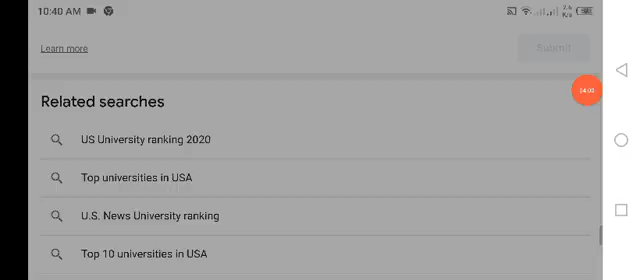 10:40 AM
Learn more
Submit
Related searches
US University ranking 2020
Top universities in USA
U.S. News University ranking
Top 10 universities in USA